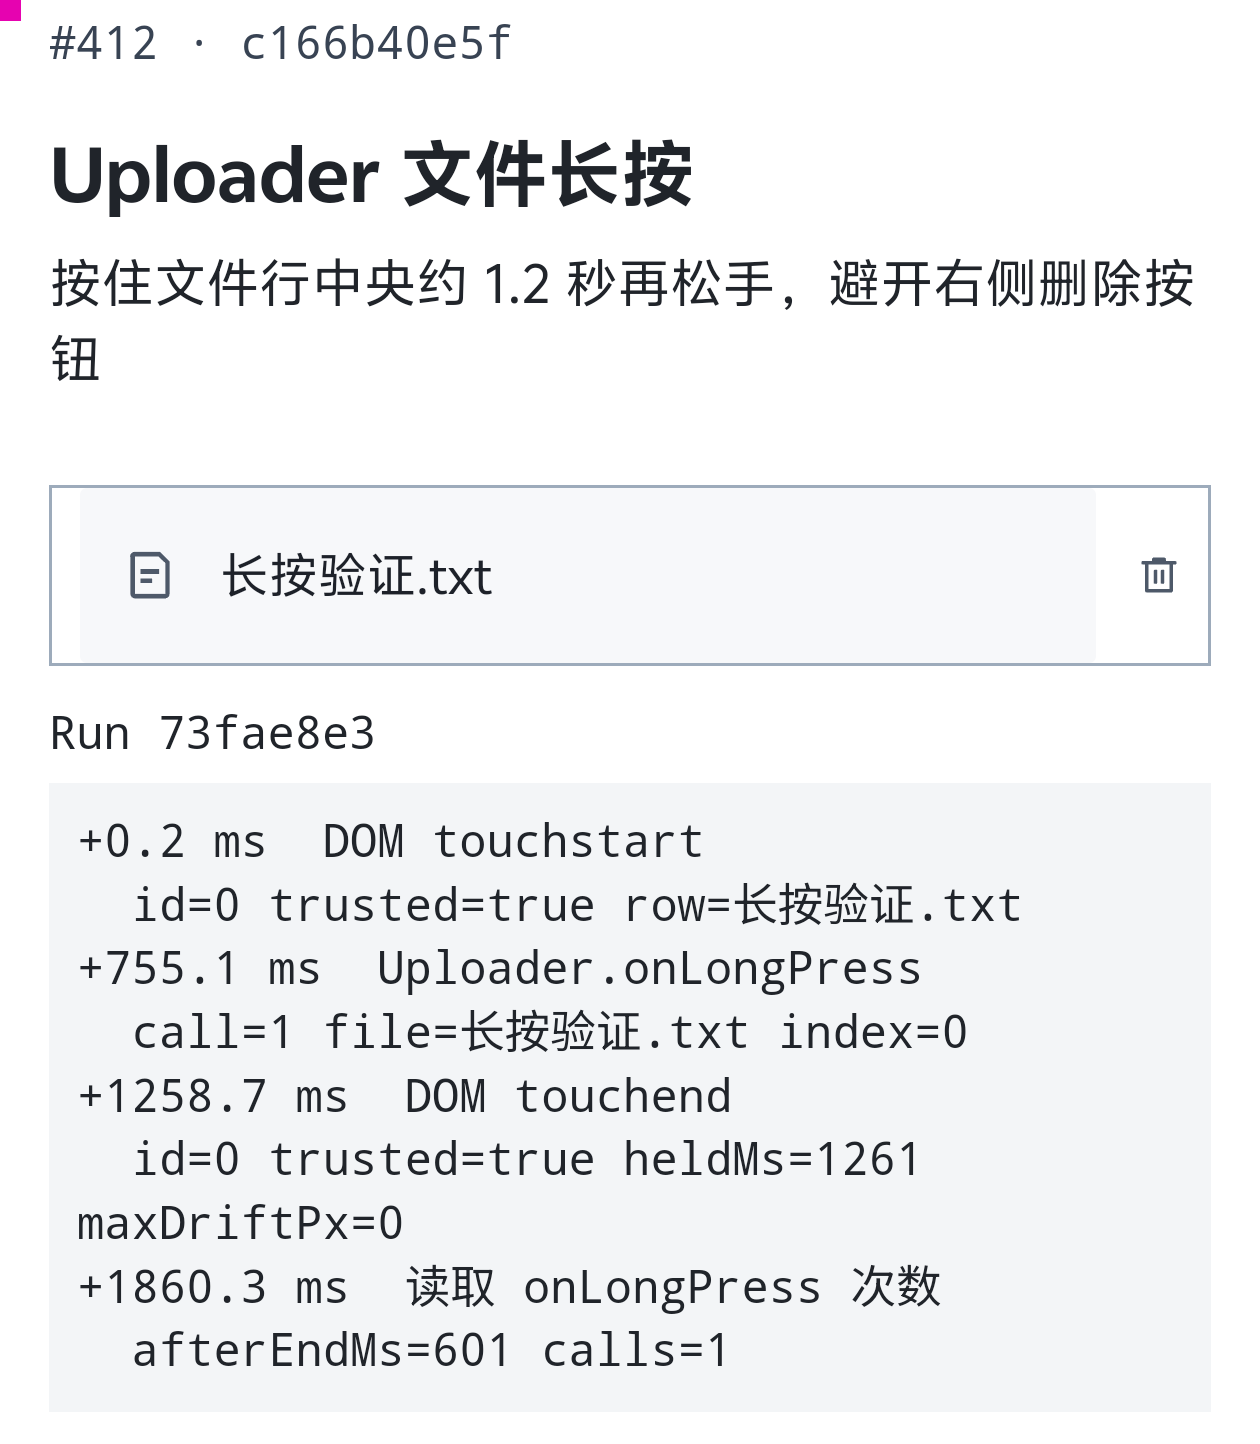 #412 · c166b40e5f
Uploader 文件长按
按住文件行中央约 1.2 秒再松手，避开右侧删除按
钮
长按验证.txt
Run 73fae8e3
+0.2 ms  DOM touchstart
  id=0 trusted=true row=长按验证.txt
+755.1 ms  Uploader.onLongPress
  call=1 file=长按验证.txt index=0
+1258.7 ms  DOM touchend
  id=0 trusted=true heldMs=1261
maxDriftPx=0
+1860.3 ms  读取 onLongPress 次数
  afterEndMs=601 calls=1